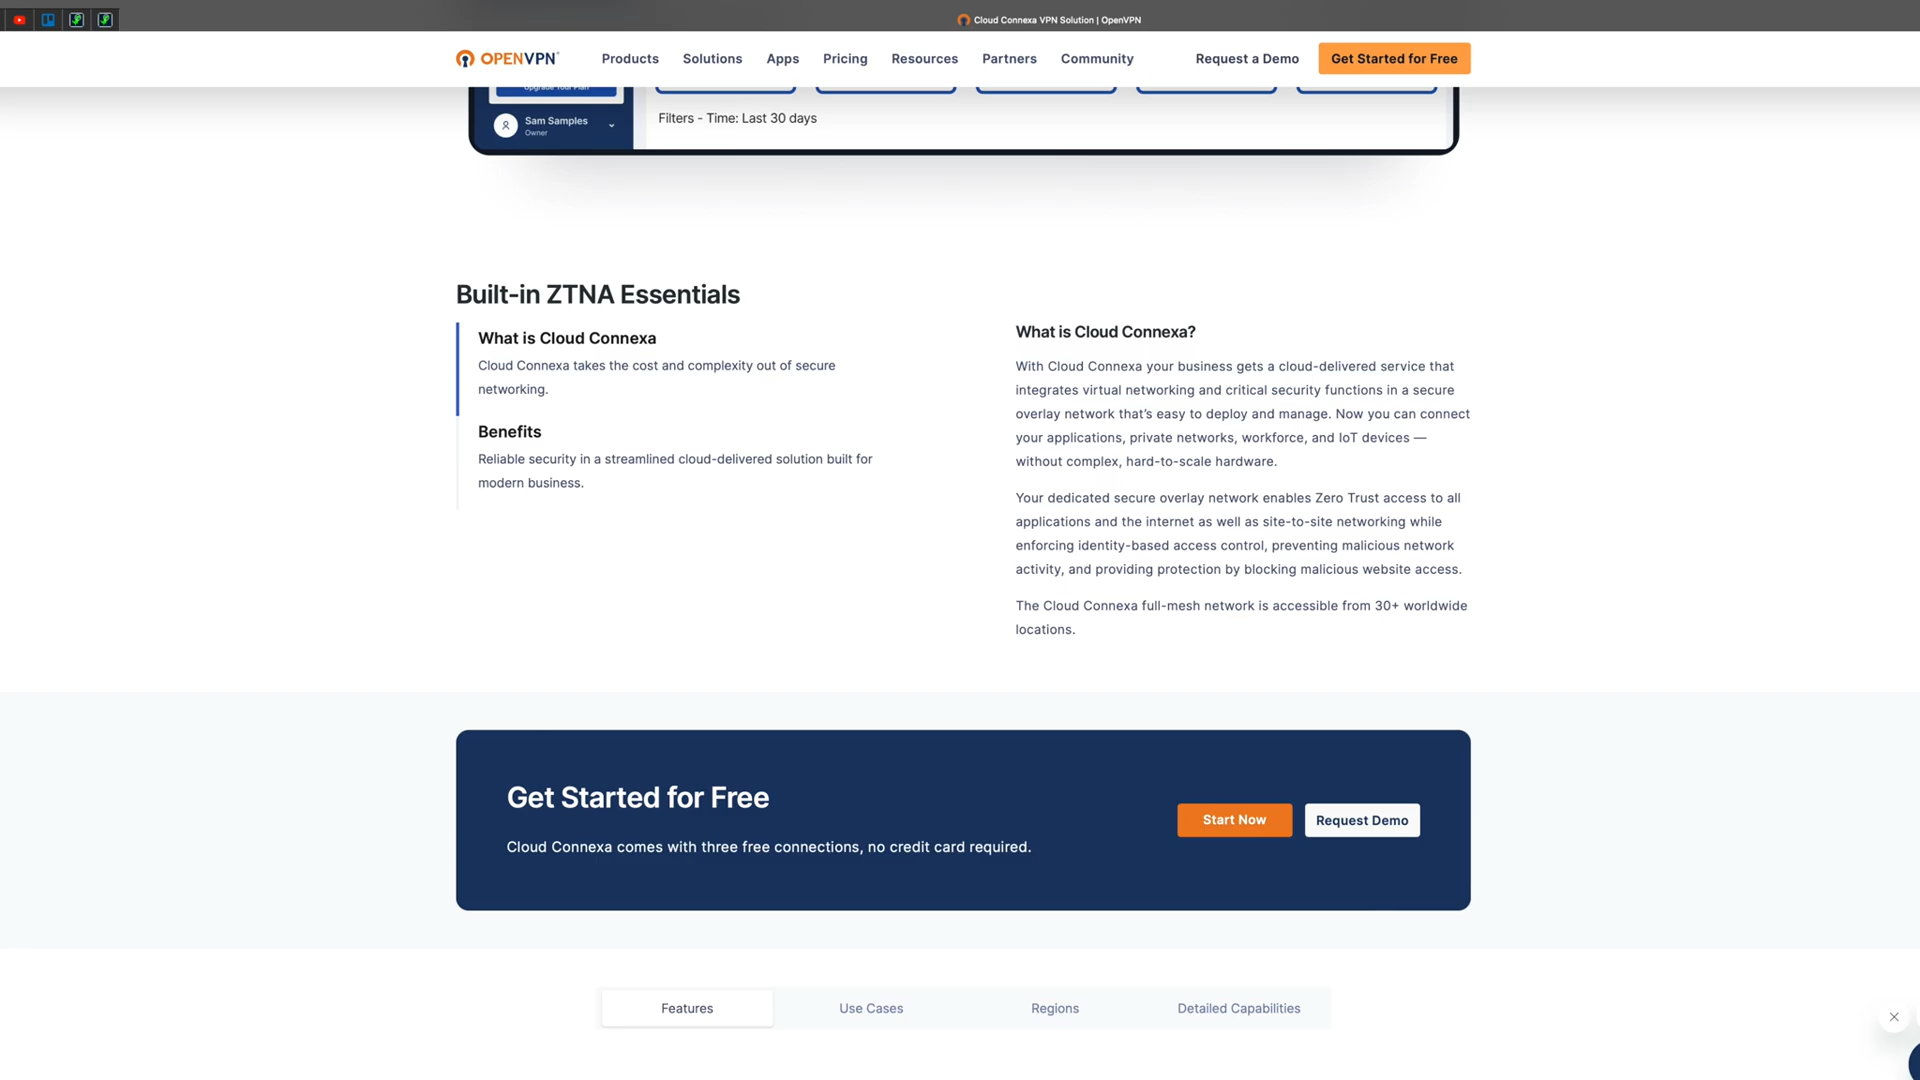 Cloud Connexa VPN Solution | OpenVPN
OPENVPN
Products
Solutions
Apps
Pricing
Resources
Partners
Community
Request a Demo
Get Started for Free
Upgrade Your Plan
Sam Samples
Owner
Filters - Time: Last 30 days
Built-in ZTNA Essentials
What is Cloud Connexa
Cloud Connexa takes the cost and complexity out of secure
networking.
Benefits
Reliable security in a streamlined cloud-delivered solution built for
modern business.
What is Cloud Connexa?
With Cloud Connexa your business gets a cloud-delivered service that
integrates virtual networking and critical security functions in a secure
overlay network that's easy to deploy and manage. Now you can connect
your applications, private networks, workforce, and IoT devices —
without complex, hard-to-scale hardware.
Your dedicated secure overlay network enables Zero Trust access to all
applications and the internet as well as site-to-site networking while
enforcing identity-based access control, preventing malicious network
activity, and providing protection by blocking malicious website access.
The Cloud Connexa full-mesh network is accessible from 30+ worldwide
locations.
Get Started for Free
Cloud Connexa comes with three free connections, no credit card required.
Start Now
Request Demo
Features
Use Cases
Regions
Detailed Capabilities